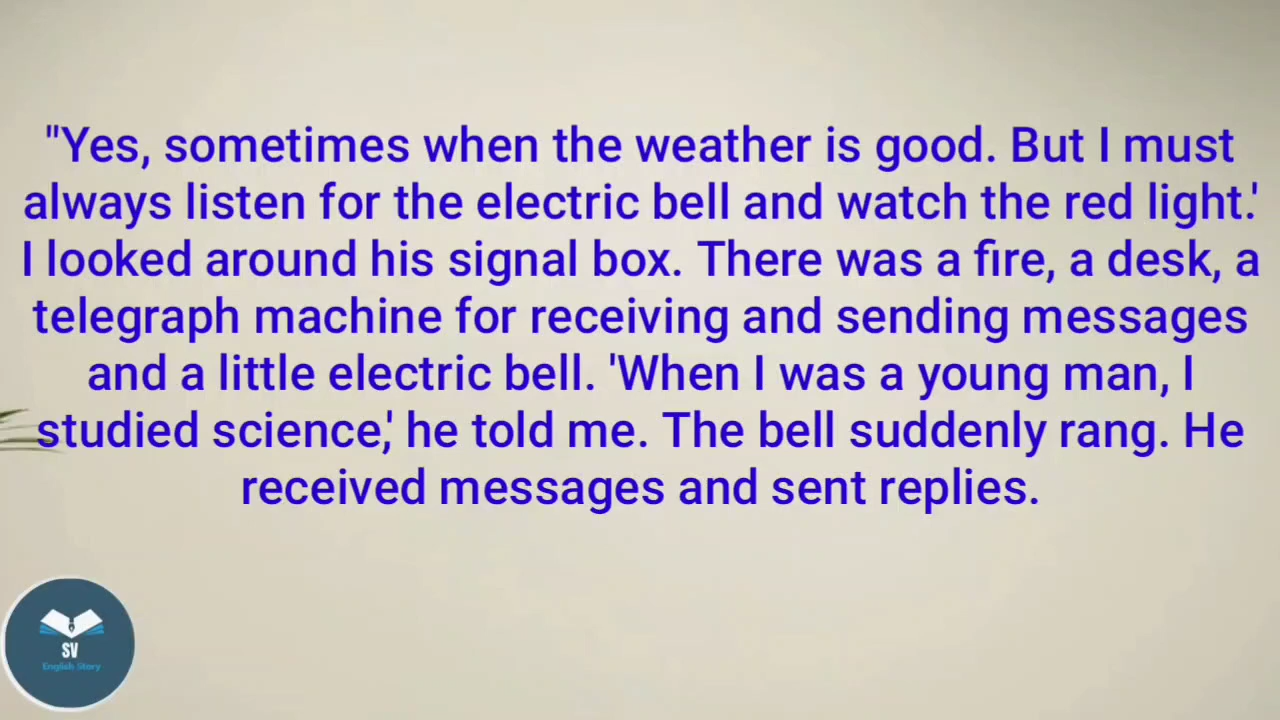 "Yes, sometimes when the weather is good. But I must
always listen for the electric bell and watch the red light.'
I looked around his signal box. There was a fire, a desk, a
telegraph machine for receiving and sending messages
and a little electric bell. 'When I was a young man, I
studied science,' he told me. The bell suddenly rang. He
received messages and sent replies.
SV
English Story